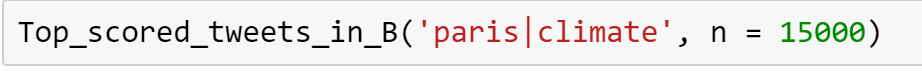 Top_scored_tweets_in_B('paris|climate', n = 15000)